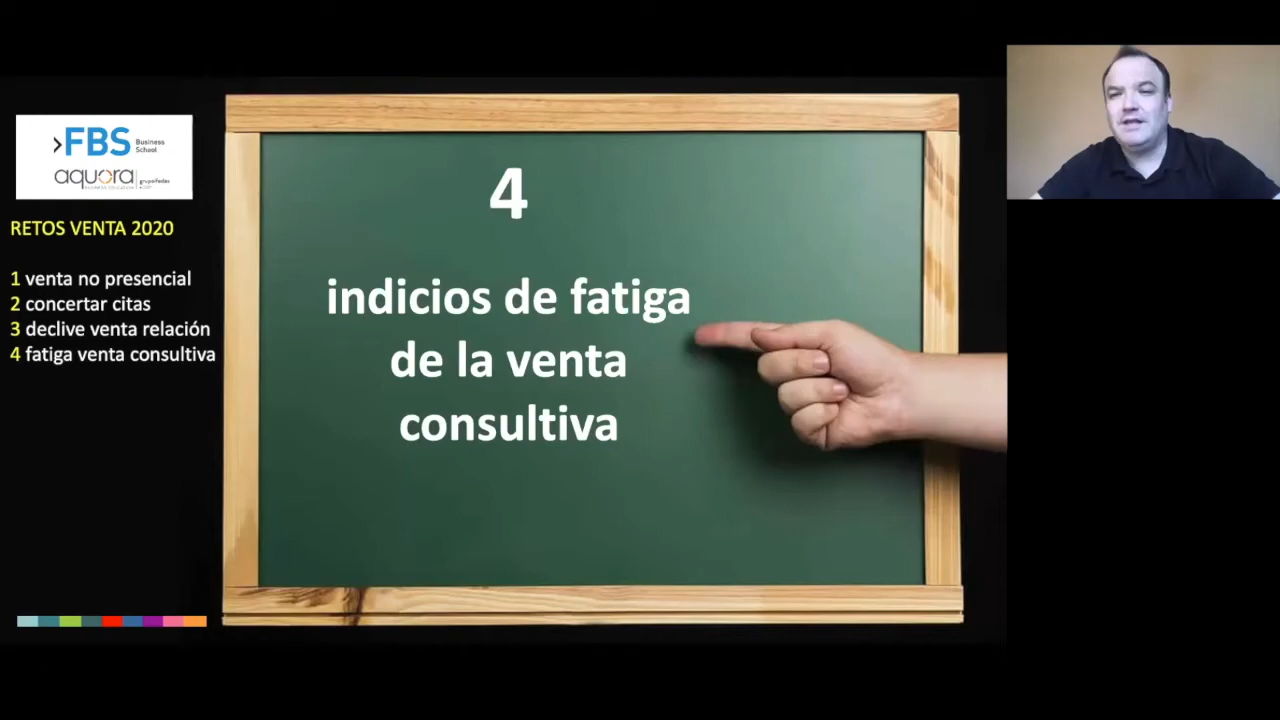 FBS Business School
aquora
RETOS VENTA 2020
1 venta no presencial
2 concertar citas
3 declive venta relación
4 fatiga venta consultiva
4
indicios de fatiga
de la venta
consultiva